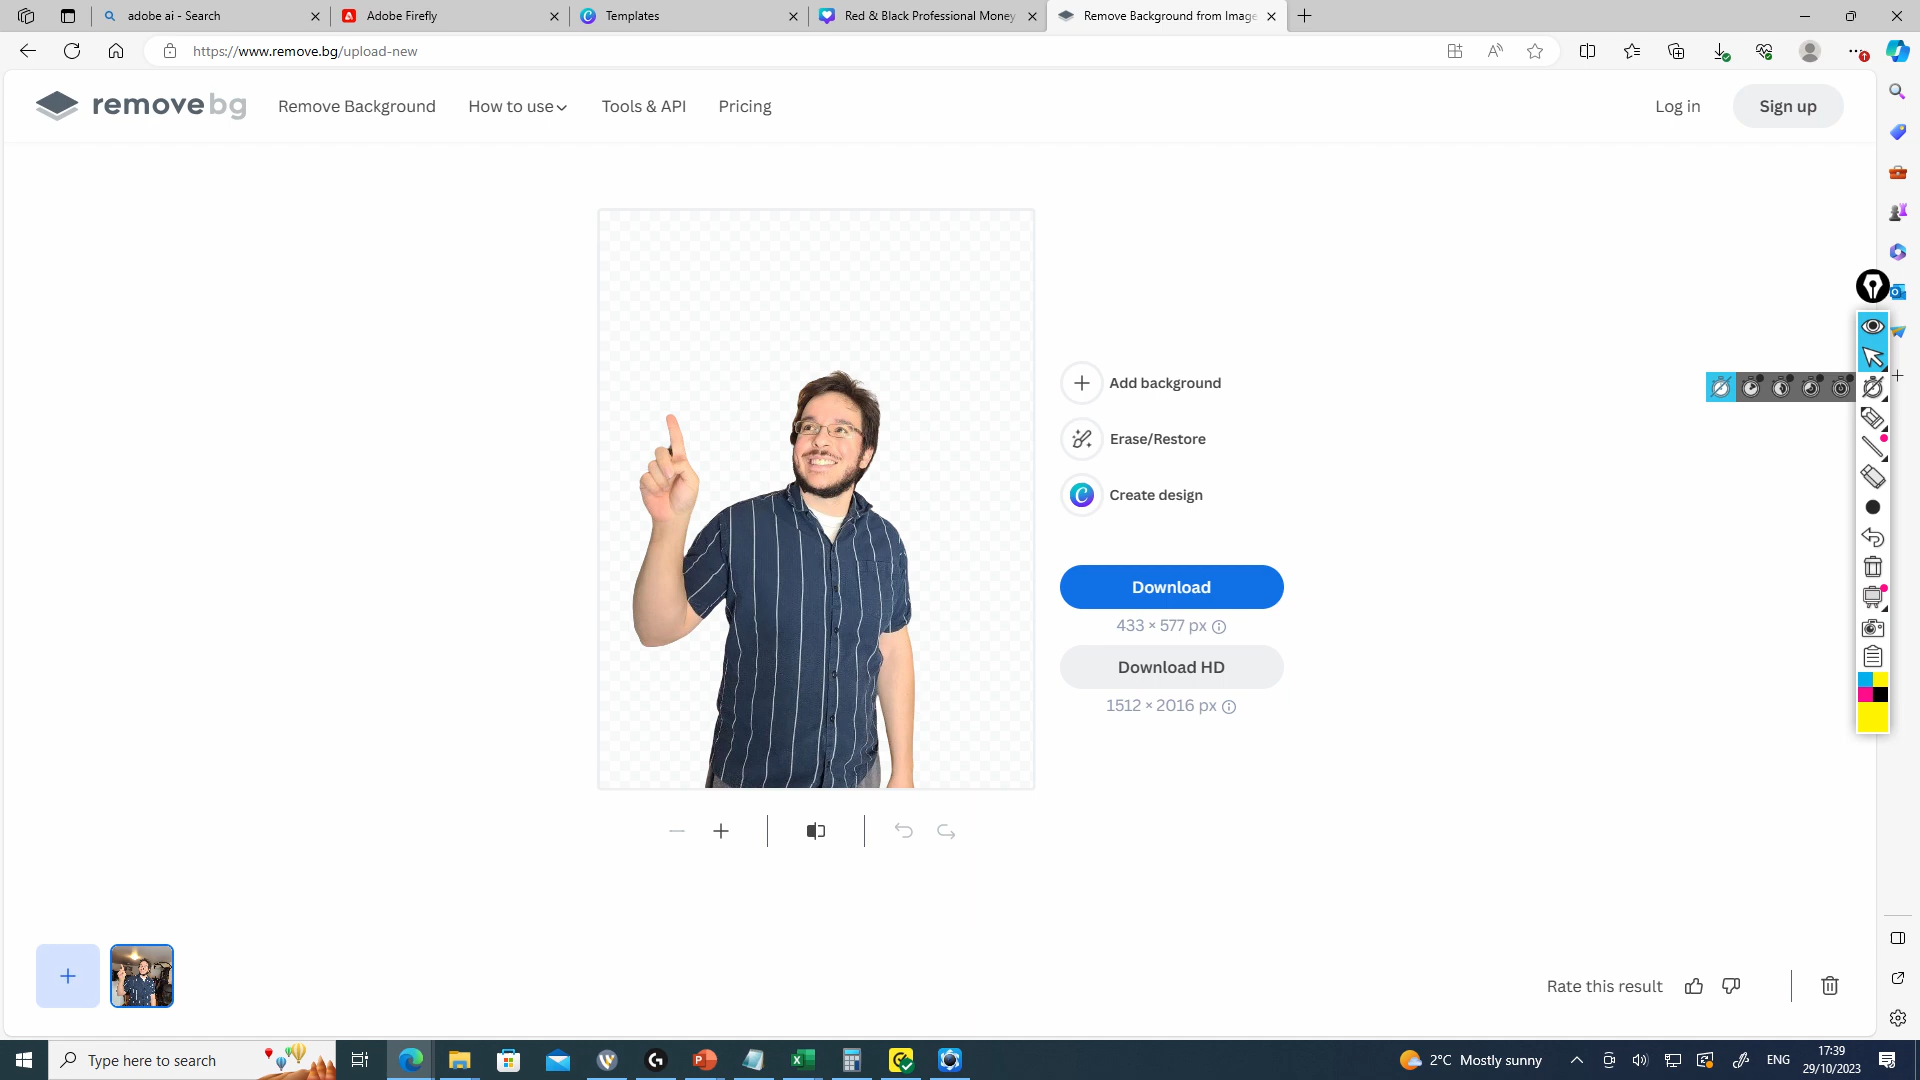 adobe ai - Search
Adobe Firefly
Templates
Red & Black Professional Money
Remove Background from Image
https://www.remove.bg/upload-new
removebg
Remove Background
How to use
Tools & API
Pricing
Log in
Sign up
Add background
Erase/Restore
Create design
Download
433 × 577 px
Download HD
1512 × 2016 px
Rate this result
Type here to search
2°C Mostly sunny
ENG
17:39
29/10/2023